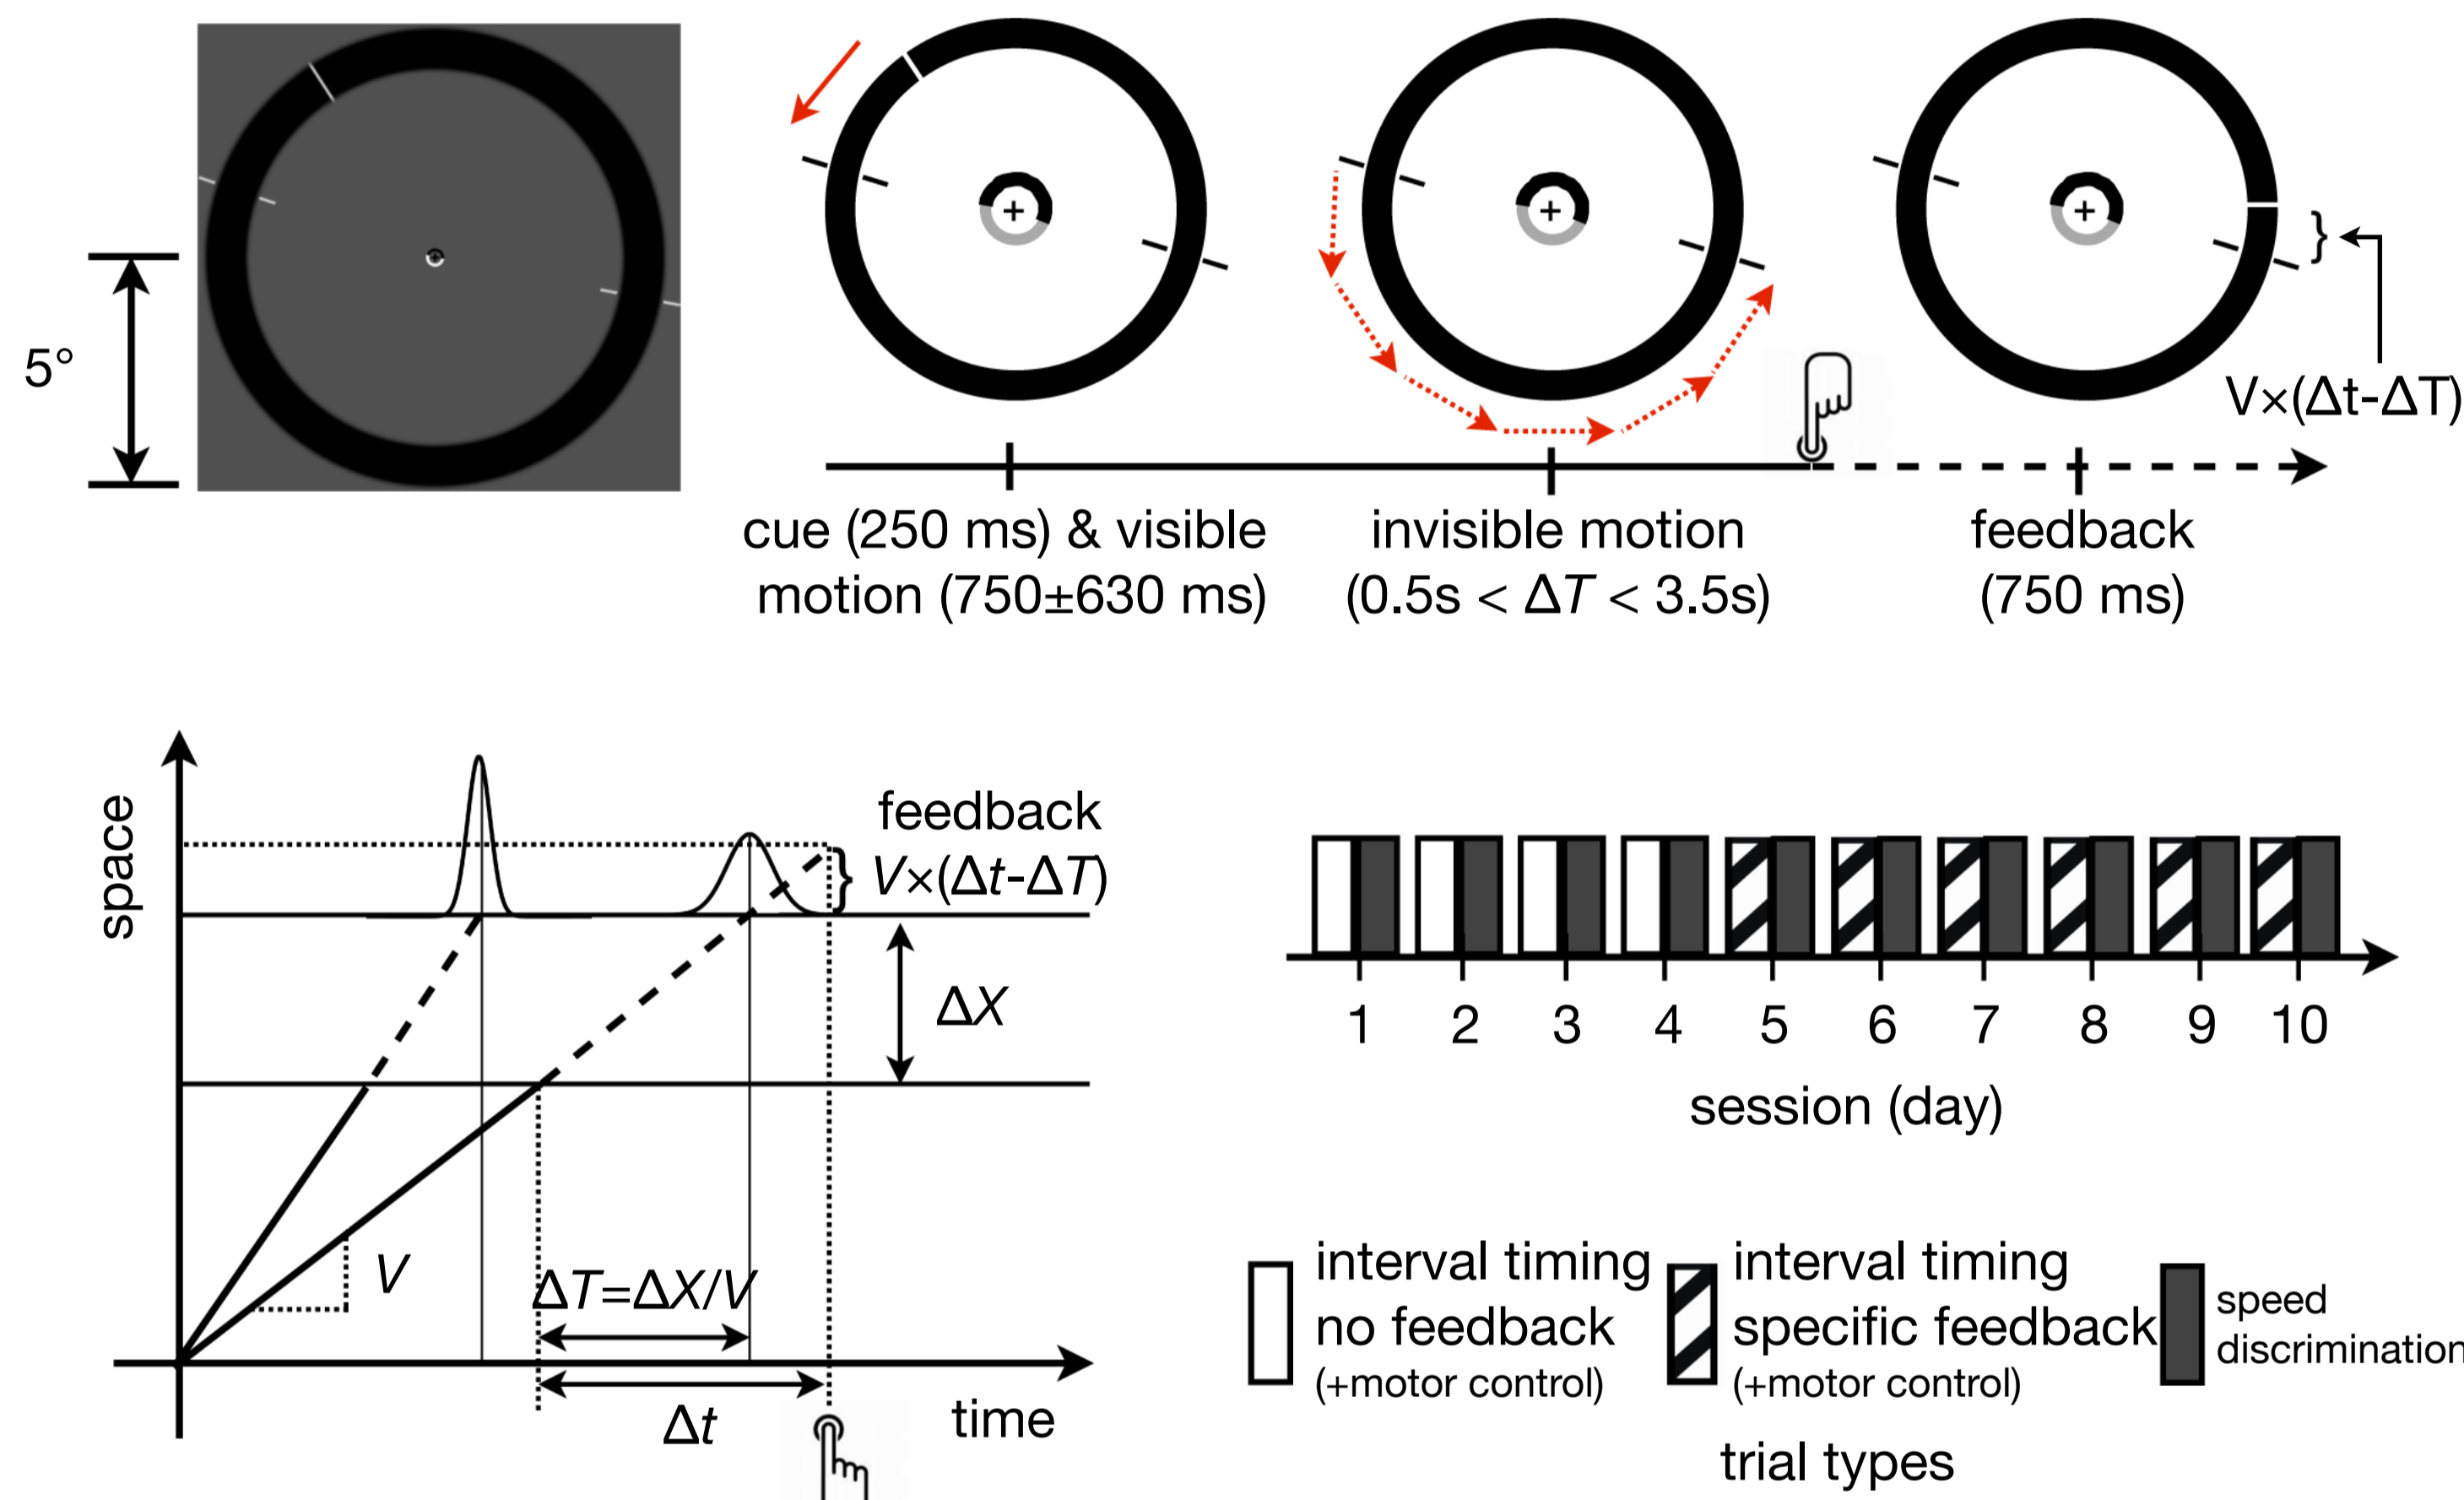 5°
V×(Δt-ΔT)
cue (250 ms) & visible
motion (750±630 ms)
invisible motion
(0.5s < ΔT < 3.5s)
feedback
(750 ms)
space
feedback
V×(Δt-ΔT)
ΔX
V
ΔT=ΔX/V
Δt
time
1 2 3 4 5 6 7 8 9 10
session (day)
interval timing
no feedback
(+motor control)
interval timing
specific feedback
(+motor control)
speed
discrimination
trial types